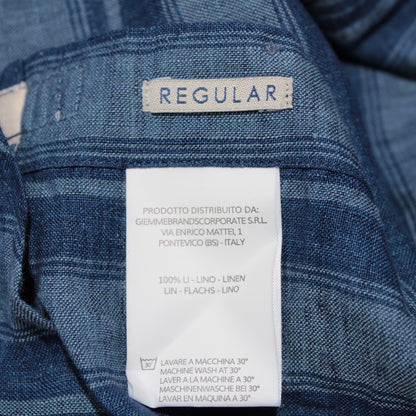 REGULAR
PRODOTTO DISTRIBUITO DA:
GIEMMEBRANDSCORPORATE S.R.L.
VIA ENRICO MATTEI, 1
PONTEVICO (BS) - ITALY
100% LI - LINO - LINEN
LIN - FLACHS - LINO
30°
LAVARE A MACCHINA 30°
MACHINE WASH AT 30°
LAVER A LA MACHINE 30°
MASCHINENWÄSCHE BEI 30°
LAVAR EN MAQUINA A 30°